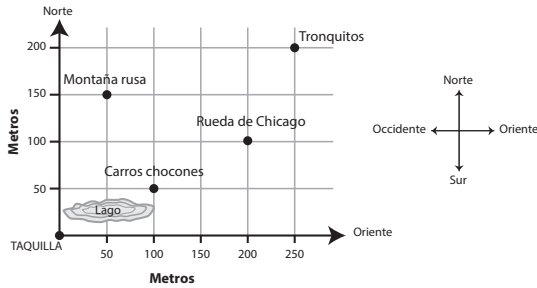 Norte
200
Tronquitos
Montaña rusa
150
Metros
Rueda de Chicago
100
Carros chocones
50
Lago
TAQUILLA
50
100
150
200
250
Oriente
Metros
Norte
Occidente
Oriente
Sur